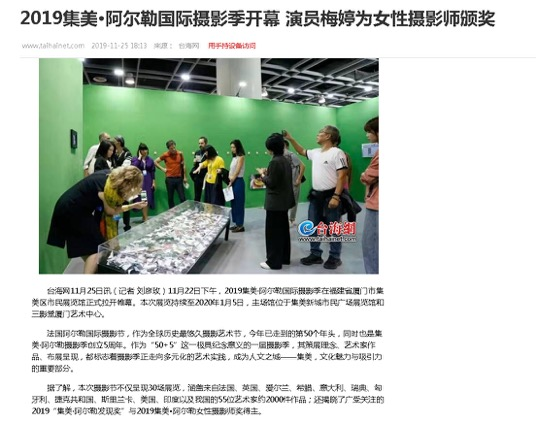 2019集美·阿尔勒国际摄影季开幕 演员梅婷为女性摄影师颁奖
www.taihainet.com 2019-11-25 18:13 来源: 台海网 用手持设备访问
台海网
www.taihainet.com
台海网11月25日讯 (记者 刘彦玫) 11月22日下午，2019集美·阿尔勒国际摄影季在福建省厦门市集
美区市民展览馆正式拉开帷幕。本次展览持续至2020年1月5日，主场馆位于集美新城市民广场展览馆和
三影堂厦门艺术中心。
法国阿尔勒国际摄影节，作为全球历史最悠久摄影艺术节，今年已走到的第50个年头，同时也是集
美·阿尔勒摄影季创立5周年。作为“50+5”这一极具纪念意义的一届摄影季，其策展理念、艺术家作
品、布展呈现，都标志着摄影季正走向多元化的艺术实践，成为人文之城——集美，文化魅力与吸引力
的重要部分。
据了解，本次摄影节不仅呈现30场展览，涵盖来自法国、英国、爱尔兰、希腊、意大利、瑞典、匈
牙利、捷克共和国、斯里兰卡、美国、印度以及我国的55位艺术家约2000件作品；还揭晓了广受关注的
2019“集美·阿尔勒发现奖”与2019集美·阿尔勒女性摄影师奖得主。